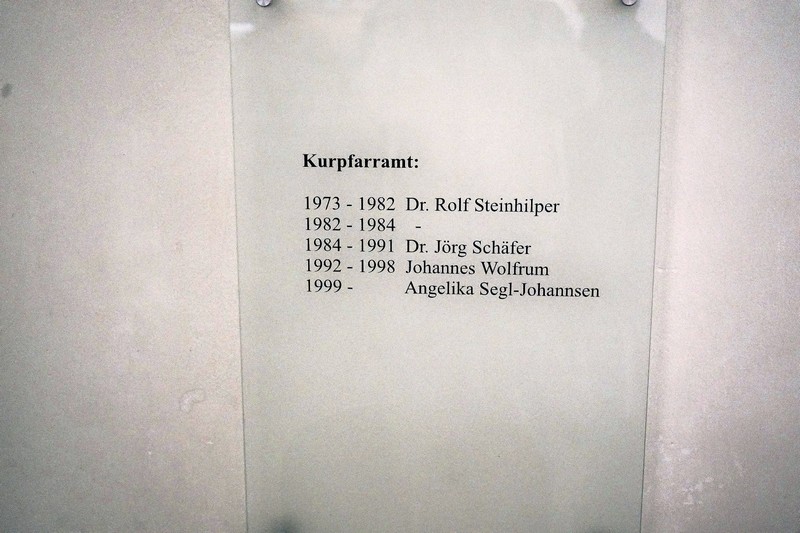 Kurpfarramt:
1973 - 1982 Dr. Rolf Steinhilper
1982 - 1984 -
1984 - 1991 Dr. Jörg Schäfer
1992 - 1998 Johannes Wolfrum
1999 - Angelika Segl-Johannsen